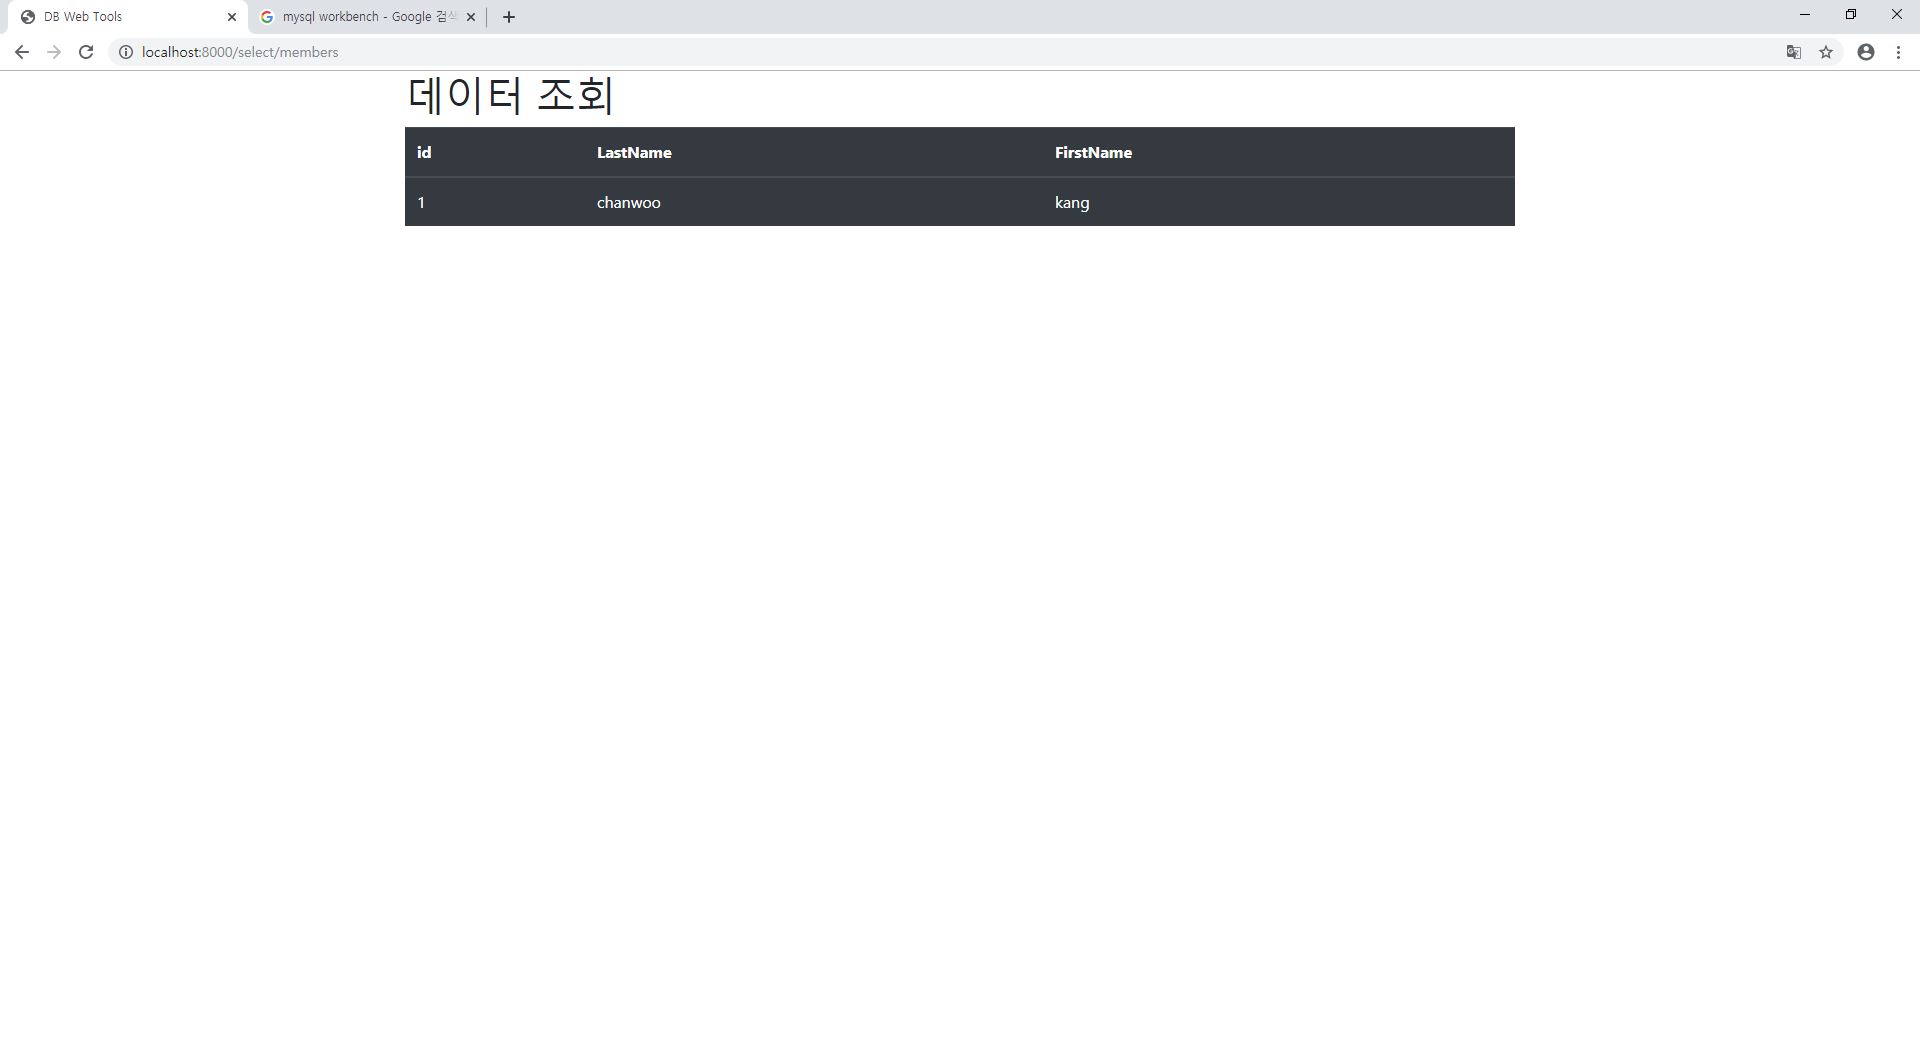 DB Web Tools
mysql workbench - Google 검색
localhost:8000/select/members
데이터 조회
id LastName FirstName
1 chanwoo kang